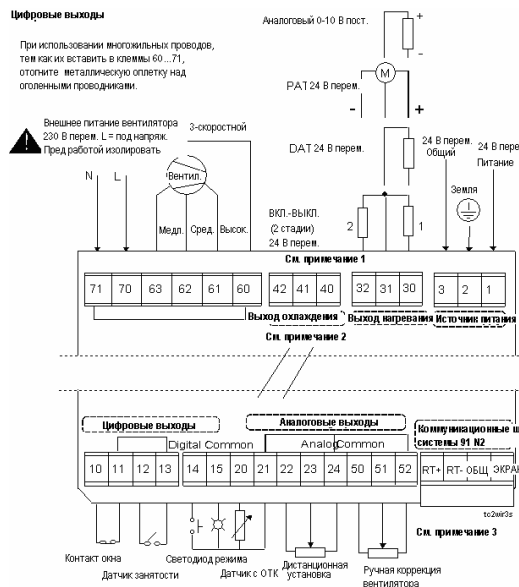 Цифровые выходы
При использовании многожильных проводов,
тем как их вставить в клеммы 60...71,
отогните металлическую оплетку над
оголенными проводниками.
Аналоговый 0-10 В пост.
+
-
M
PAT 24 В перем.
-
+
Внешнее питание вентилятора
230 В перем. L = под напряж.
Пред работой изолировать
3-скоростной
DAT 24 В перем.
24 В перем.
Общий
24 В пере
Питание
Земля
N
L
Вентил.
Медл.
Сред.
Высок.
ВКЛ.-ВЫКЛ.
(2 стадии)
24 В перем.
2
1
См. примечание 1
71 70 63 62 61 60 42 41 40 32 31 30 3 2 1
Выход охлаждения
Выход нагревания
Источник питания
См. примечание 2
Цифровые выходы
Аналоговые выходы
Коммуникационные ш
системы 91 N2
Digital Common
Analog Common
10 11 12 13 14 15 20 21 22 23 24 50 51 52 RT+ RT- ОБЩ ЭКРАН
tc2wir3s
См. примечание 3
Контакт окна
Датчик занятости
Светодиод режима
Датчик с ОТК
Дистанционная
установка
Ручная коррекция
вентилятора